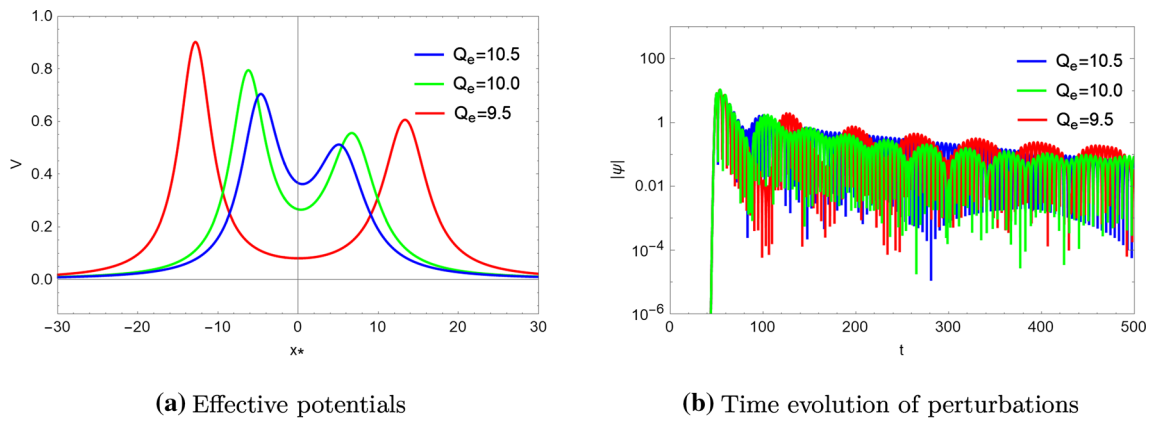 1.0
0.8
0.6
0.4
0.2
0.0
V
−30
−20
−10
0
10
20
30
x*
Qe=10.5
Qe=10.0
Qe=9.5
(a) Effective potentials
100
1
0.01
10−4
10−6
|ψ|
0
100
200
300
400
500
t
Qe=10.5
Qe=10.0
Qe=9.5
(b) Time evolution of perturbations